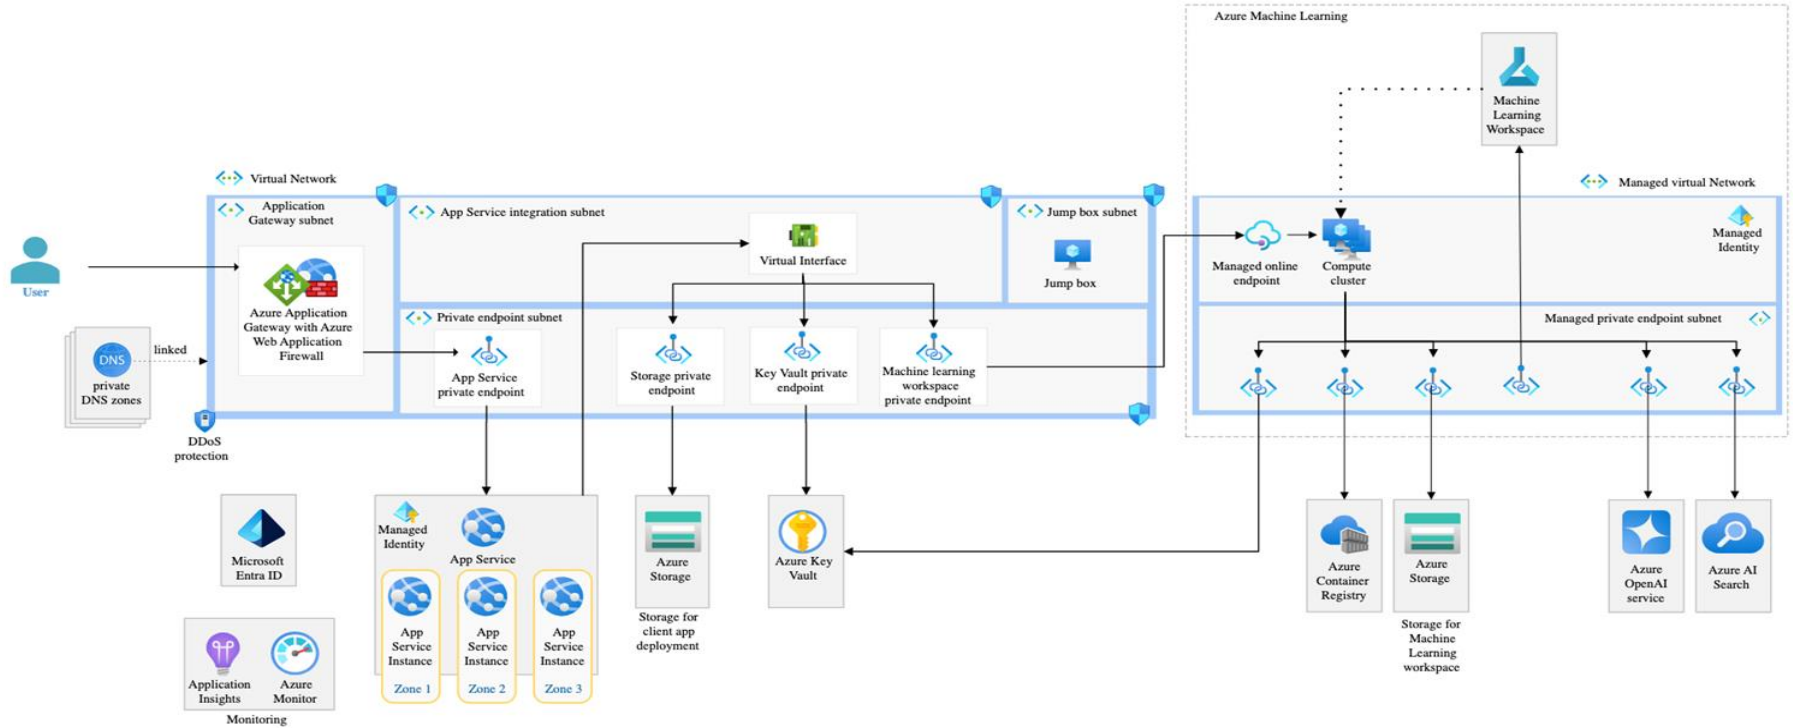 Azure Machine Learning
Machine
Learning
Workspace
Virtual Network
Managed virtual Network
Application
Gateway subnet
App Service integration subnet
Jump box subnet
Virtual Interface
Jump box
Managed online
endpoint
Compute
cluster
Managed
Identity
User
Azure Application
Gateway with Azure
Web Application
Firewall
Private endpoint subnet
Managed private endpoint subnet
DNS
private
DNS zones
linked
App Service
private endpoint
Storage private
endpoint
Key Vault private
endpoint
Machine learning
workspace
private endpoint
DDoS
protection
Microsoft
Entra ID
Managed
Identity
App Service
App
Service
Instance
Zone 1
App
Service
Instance
Zone 2
App
Service
Instance
Zone 3
Azure
Storage
Storage for
client app
deployment
Azure Key
Vault
Azure
Container
Registry
Azure
Storage
Storage for
Machine
Learning
workspace
Azure
OpenAI
service
Azure AI
Search
Application
Insights
Azure
Monitor
Monitoring